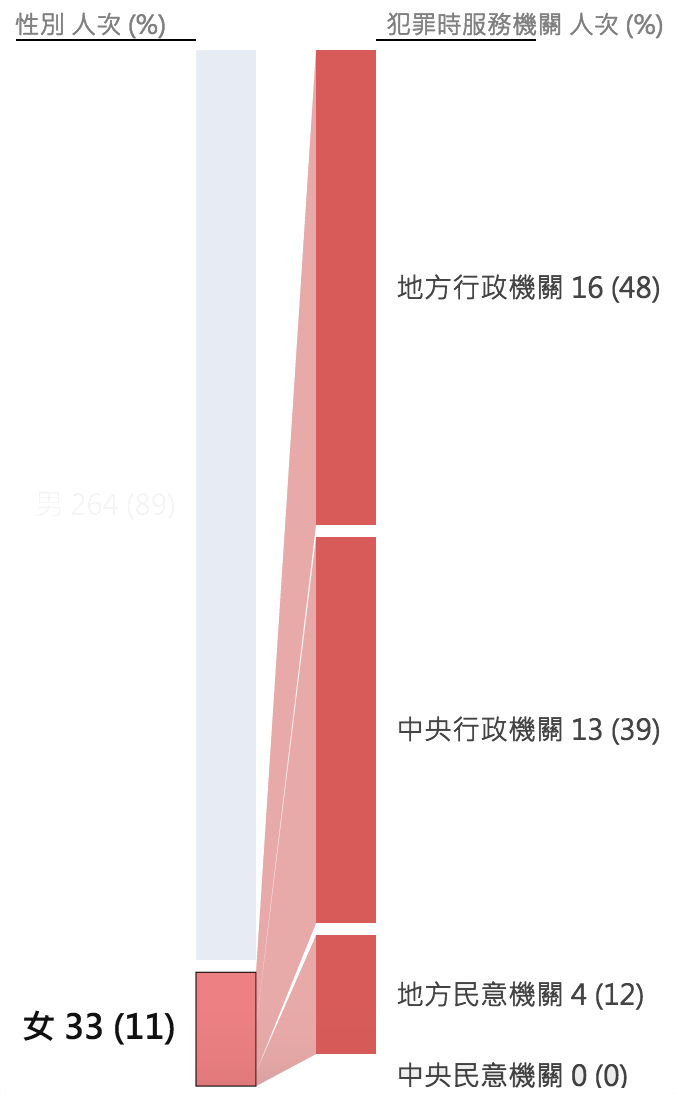 性別 人次 (%)
犯罪時服務機關 人次 (%)
地方行政機關 16 (48)
男 264 (89)
中央行政機關 13 (39)
地方民意機關 4 (12)
女 33 (11)
中央民意機關 0 (0)